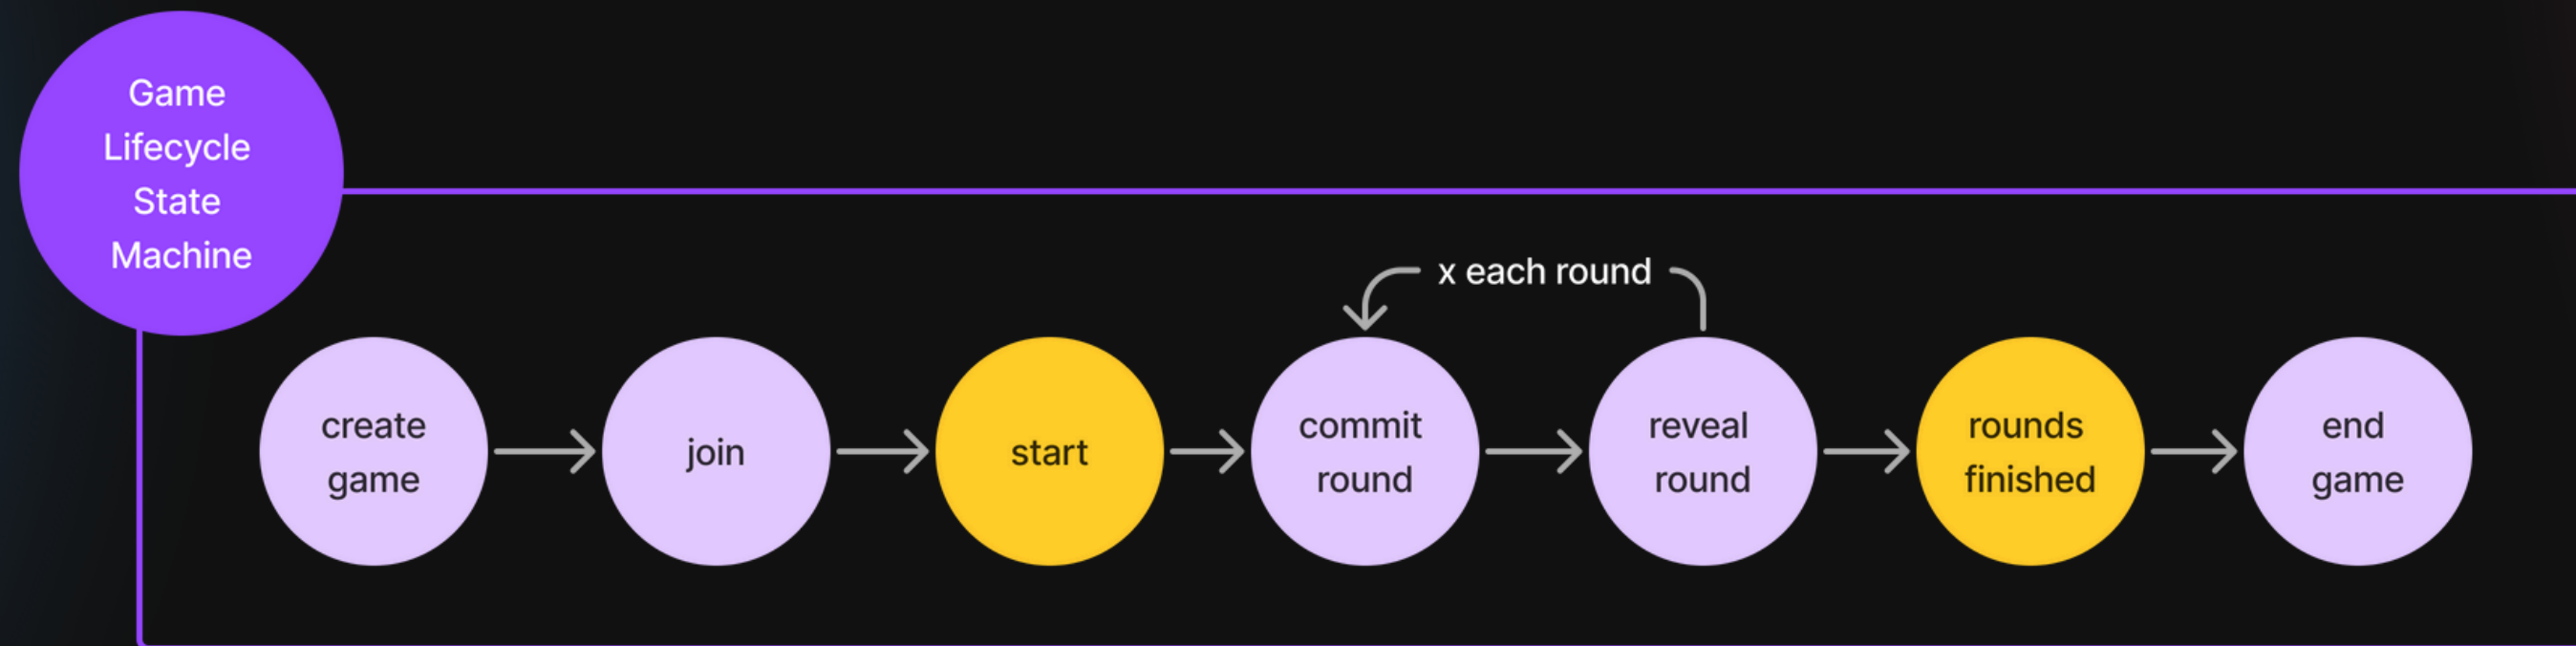 Game
Lifecycle
State
Machine
x each round
create
game
join
start
commit
round
reveal
round
rounds
finished
end
game